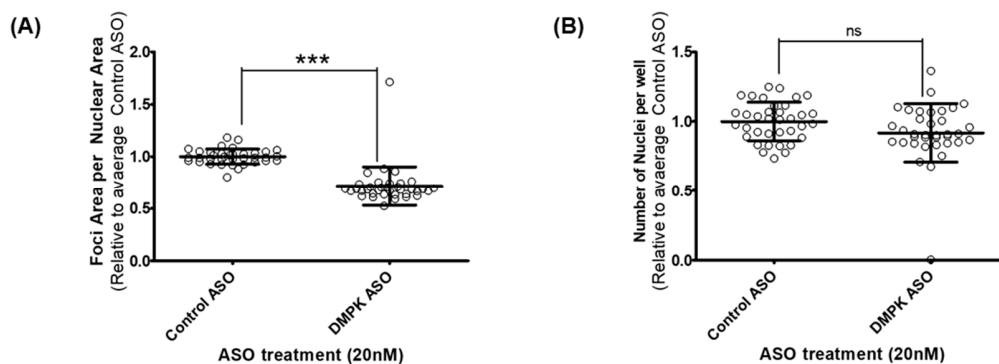 (A)
Foci Area per Nuclear Area
(Relative to avaerage Control ASO)
2.0
1.5
1.0
0.5
0.0
***
Control ASO
DMPK ASO
ASO treatment (20nM)
(B)
Number of Nuclei per well
(Relative to avaerage Control ASO)
1.5
1.0
0.5
0.0
ns
Control ASO
DMPK ASO
ASO treatment (20nM)